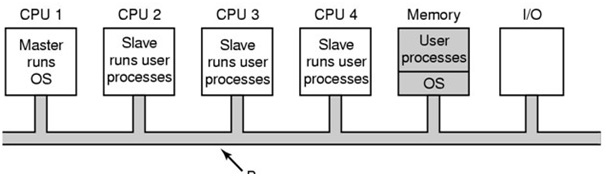 CPU 1 CPU 2 CPU 3 CPU 4 Memory I/O
Master
runs
OS
Slave
runs user
processes
Slave
runs user
processes
Slave
runs user
processes
User
processes
OS